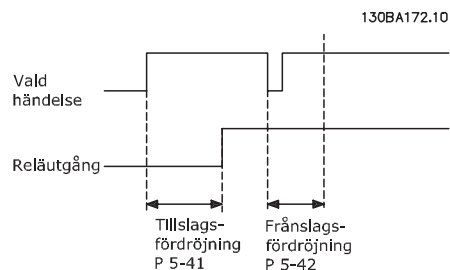 130BA172.10
Vald
händelse
Reläutgång
Tillslags-
fördröjning
P 5-41
Frånslags-
fördröjning
P 5-42